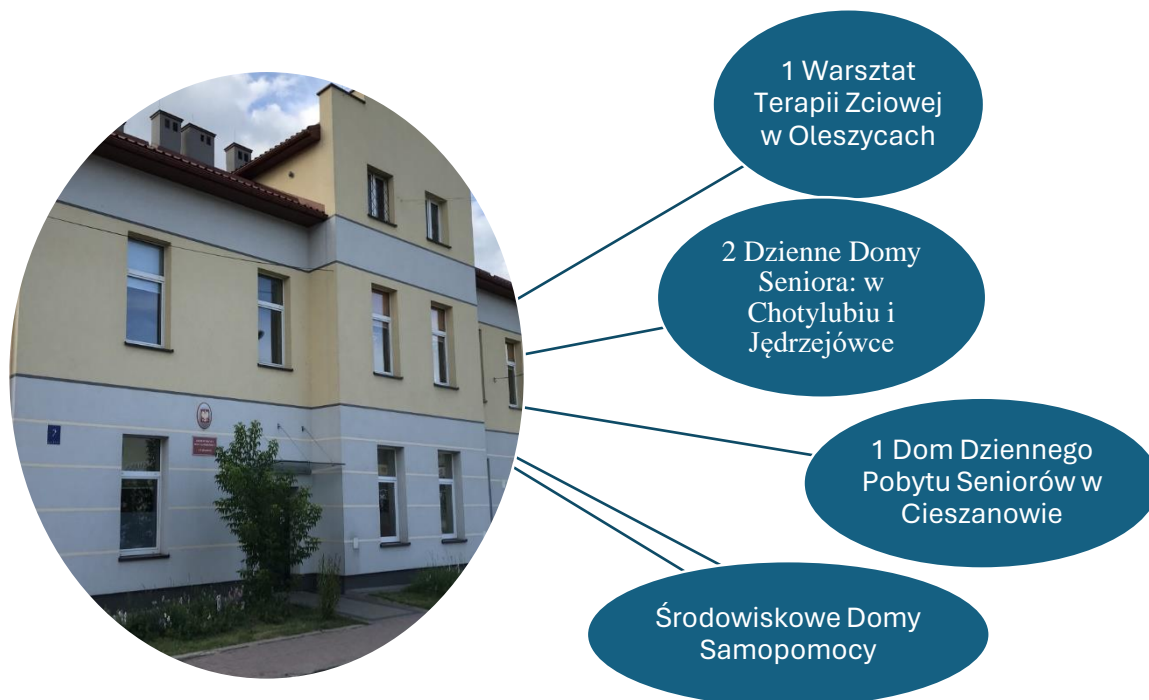 1 Warsztat
Terapii Zciowej
w Oleszycach
2 Dzienne Domy
Seniora: w
Chotylubiu i
Jędrzejówce
1 Dom Dziennego
Pobytu Seniorów w
Cieszanowie
Środowiskowe Domy
Samopomocy
2